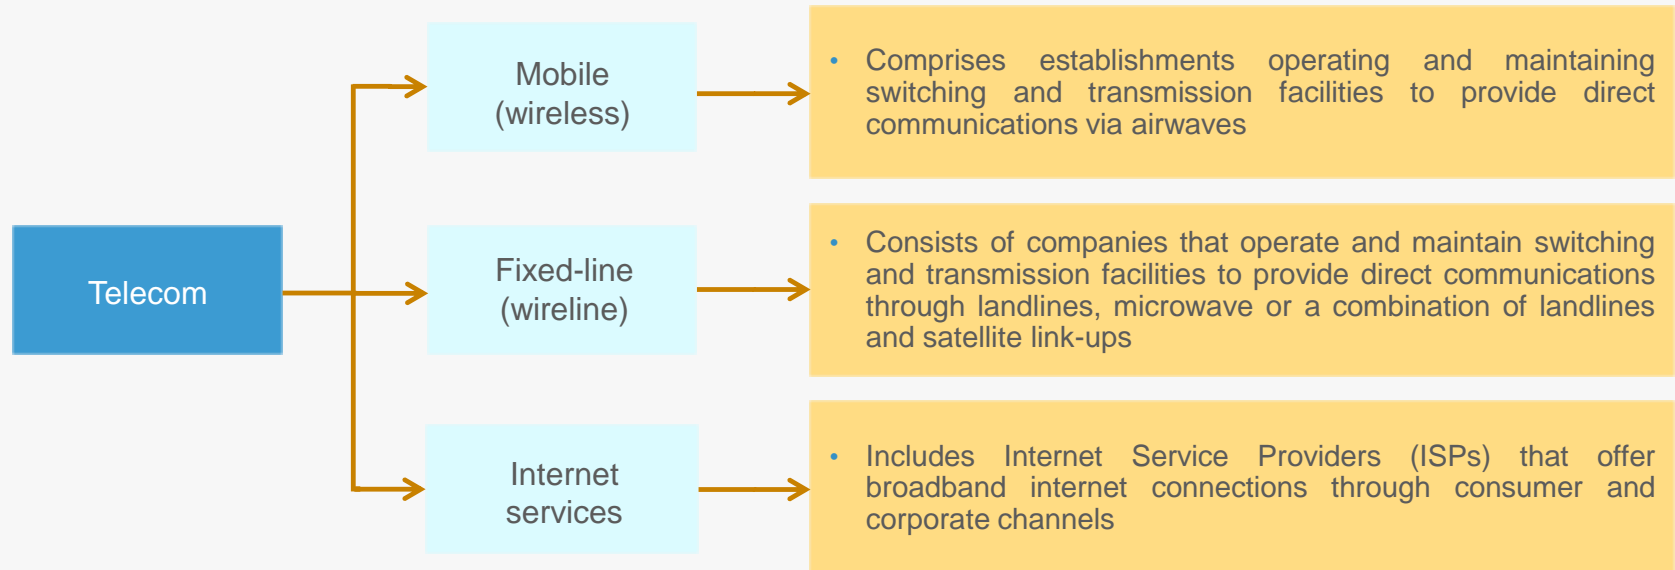 Telecom
Mobile
(wireless)
• Comprises establishments operating and maintaining
switching and transmission facilities to provide direct
communications via airwaves
Fixed-line
(wireline)
• Consists of companies that operate and maintain switching
and transmission facilities to provide direct communications
through landlines, microwave or a combination of landlines
and satellite link-ups
Internet
services
• Includes Internet Service Providers (ISPs) that offer
broadband internet connections through consumer and
corporate channels